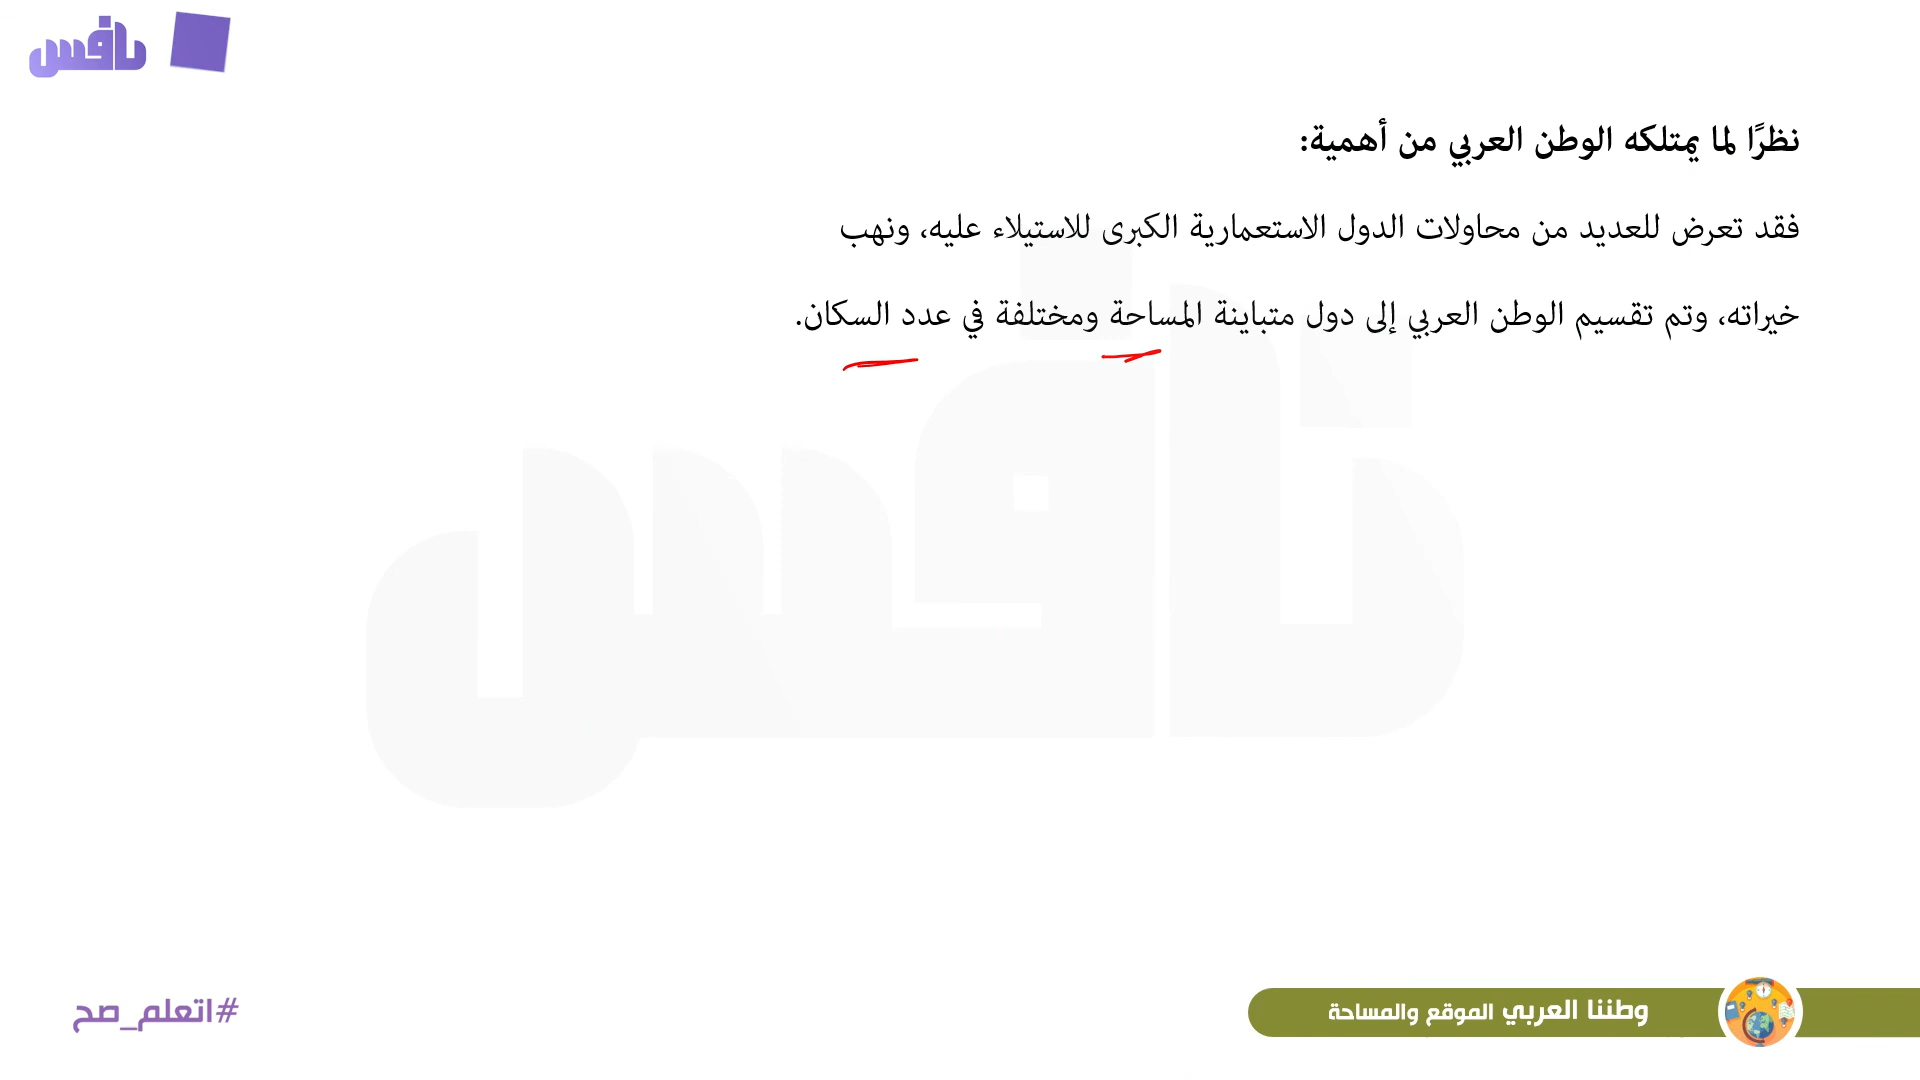 نافس
نظرًا لما يمتلكه الوطن العربي من أهمية:
فقد تعرض للعديد من محاولات الدول الاستعمارية الكبرى للاستيلاء عليه، ونهب
خيراته، وتم تقسيم الوطن العربي إلى دول متباينة المساحة ومختلفة في عدد السكان.
نافس
وطننا العربي الموقع والمساحة
#اتعلم_صح